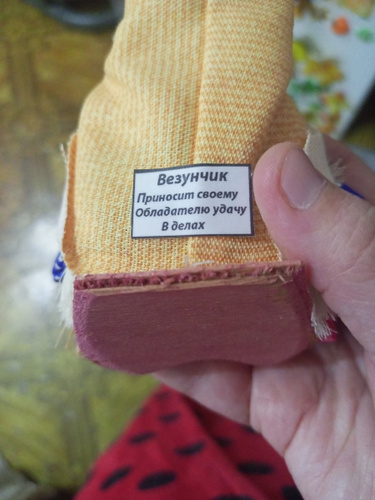 Везунчик
Приносит своему
Обладателю удачу
В делах